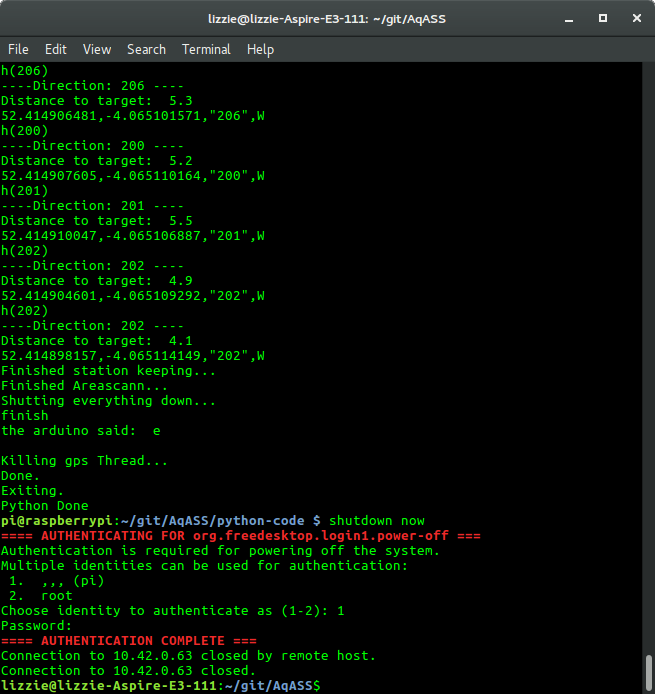 lizzie@lizzie-Aspire-E3-111: ~/git/AqASS
File Edit View Search Terminal Help
h(206)
----Direction: 206 ----
Distance to target:  5.3
52.414906481,-4.065101571,"206",W
h(200)
----Direction: 200 ----
Distance to target:  5.2
52.414907605,-4.065110164,"200",W
h(201)
----Direction: 201 ----
Distance to target:  5.5
52.414910047,-4.065106887,"201",W
h(202)
----Direction: 202 ----
Distance to target:  4.9
52.414904601,-4.065109292,"202",W
h(202)
----Direction: 202 ----
Distance to target:  4.1
52.414898157,-4.065114149,"202",W
Finished station keeping...
Finished Areascann...
Shutting everything down...
finish
the arduino said:  e
Killing gps Thread...
Done.
Exiting.
Python Done
pi@raspberrypi:~/git/AqASS/python-code $ shutdown now
==== AUTHENTICATING FOR org.freedesktop.login1.power-off ===
Authentication is required for powering off the system.
Multiple identities can be used for authentication:
 1.  ,,, (pi)
 2.  root
Choose identity to authenticate as (1-2): 1
Password:
==== AUTHENTICATION COMPLETE ===
Connection to 10.42.0.63 closed by remote host.
Connection to 10.42.0.63 closed.
lizzie@lizzie-Aspire-E3-111:~/git/AqASS$